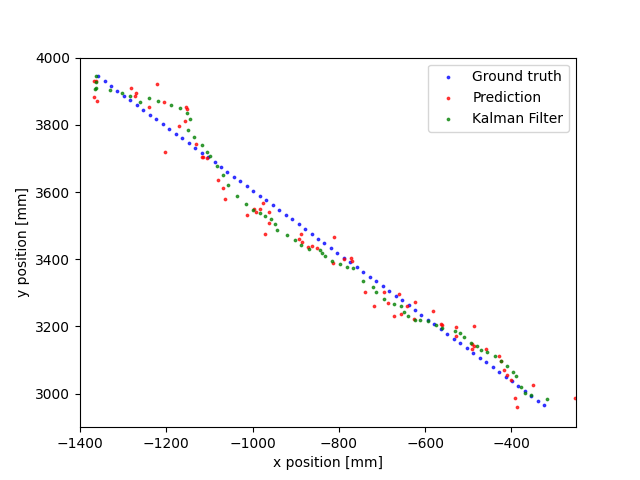 4000
Ground truth
Prediction
Kalman Filter
3800
3600
y position [mm]
3400
3200
3000
−1400 −1200 −1000 −800 −600 −400
x position [mm]